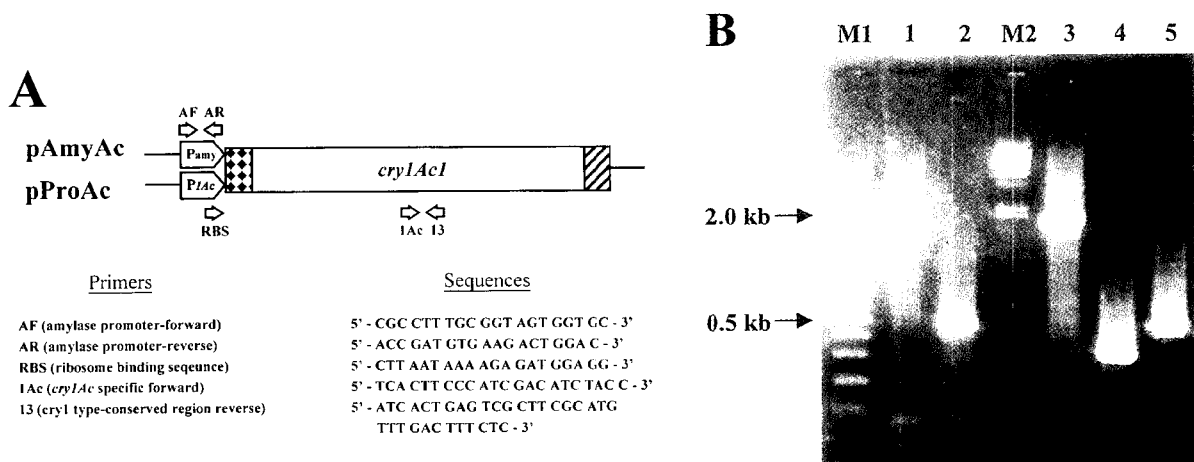 A
AF AR
pAmyAc
Pamy
cry1Ac1
pProAc
P1Ac
RBS
1Ac 13
Primers
Sequences
AF (amylase promoter-forward)
5' - CGC CTT TGC GGT AGT GGT GC - 3'
AR (amylase promoter-reverse)
5' - ACC GAT GTG AAG ACT GGA C - 3'
RBS (ribosome binding seqeunce)
5' - CTT AAT AAA AGA GAT GGA GG - 3'
1Ac (cry1Ac specific forward)
5' - TCA CTT CCC ATC GAC ATC TAC C - 3'
13 (cry1 type-conserved region reverse)
5' - ATC ACT GAG TCG CTT CGC ATG
TTT GAC TTT CTC - 3'
B
M1 1 2 M2 3 4 5
2.0 kb
0.5 kb